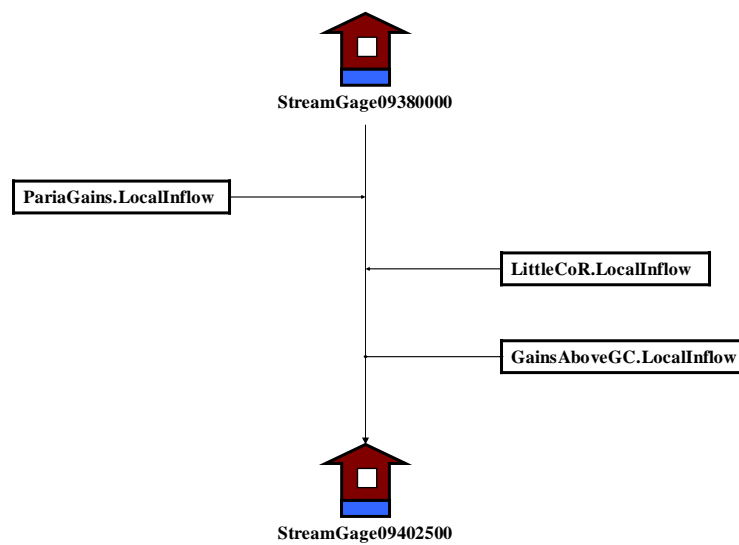 StreamGage09380000
PariaGains.LocalInflow
LittleCoR.LocalInflow
GainsAboveGC.LocalInflow
StreamGage09402500